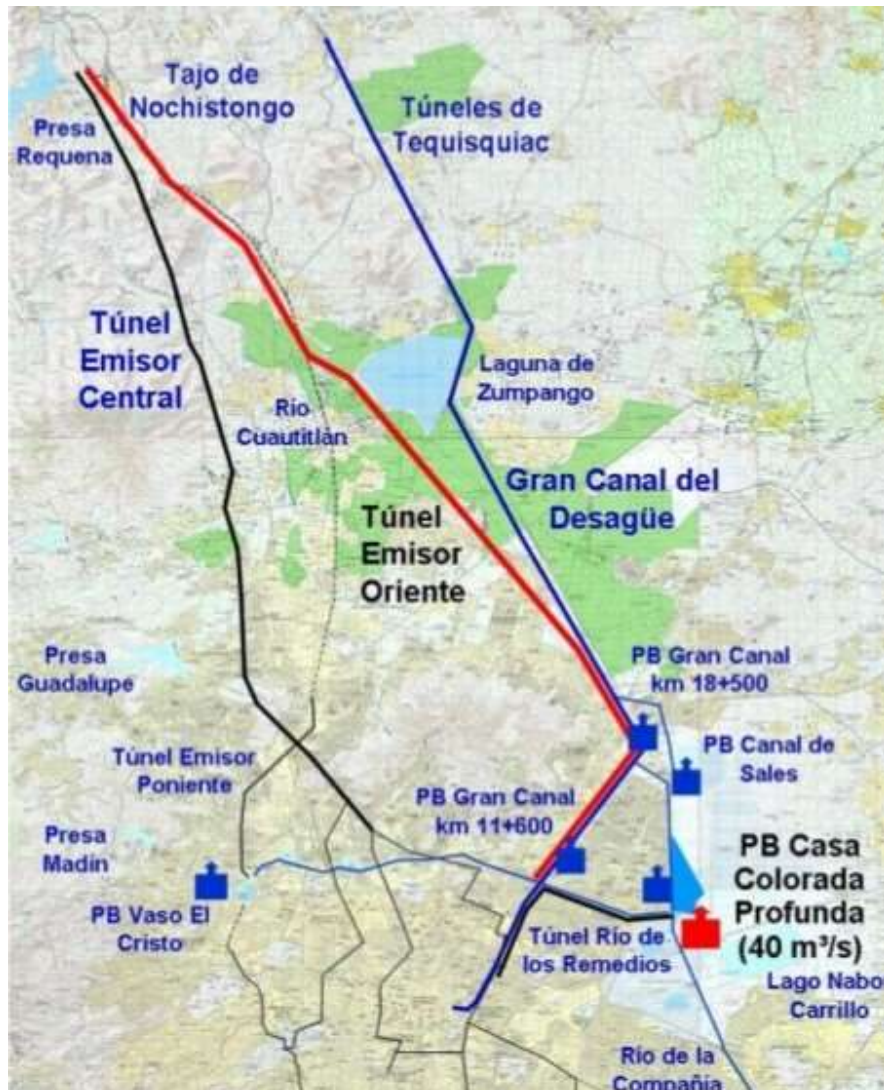 Tajo de
Nochistongo
Túneles de
Tequisquiac
Presa
Requena
Túnel
Emisor
Central
Laguna de
Zumpango
Río
Cuautitlán
Gran Canal del
Desagüe
Túnel
Emisor
Oriente
Presa
Guadalupe
PB Gran Canal
km 18+500
Túnel Emisor
Poniente
PB Canal de
Sales
PB Gran Canal
km 11+600
Presa
Madín
PB Casa
Colorada
Profunda
(40 m³/s)
PB Vaso El
Cristo
Túnel Río de
los Remedios
Lago Nabor
Carrillo
Río de la
Compañía